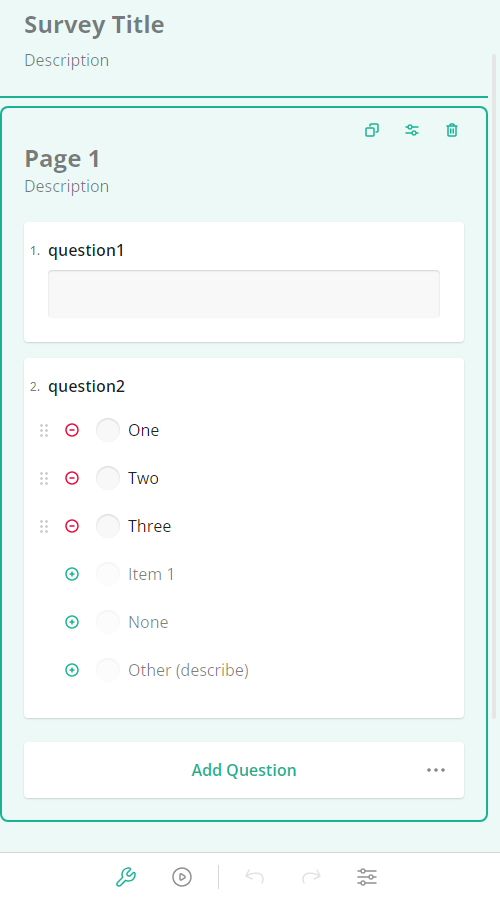 Survey Title
Description
Page 1
Description
1. question1
2. question2
One
Two
Three
Item 1
None
Other (describe)
Add Question